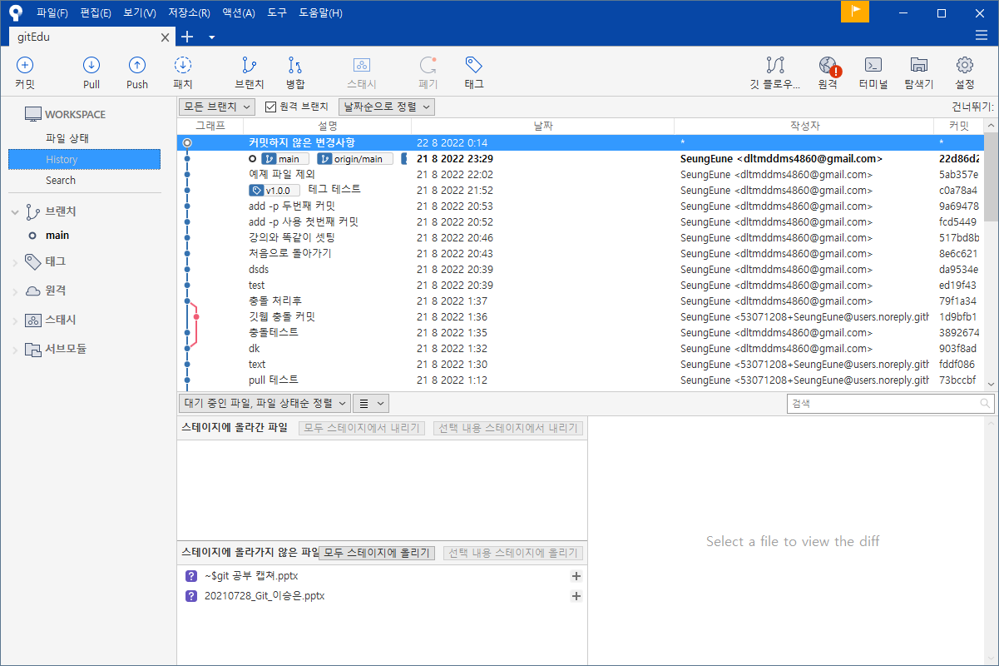 파일(F) 편집(E) 보기(V) 저장소(R) 액션(A) 도구 도움말(H)
gitEdu
커밋 Pull Push 패치 브랜치 병합 스태시 폐기 태그 깃 플로우... 원격 터미널 탐색기 설정
WORKSPACE
파일 상태
History
Search
브랜치
main
태그
원격
스태시
서브모듈
모든 브랜치 원격 브랜치 날짜순으로 정렬 건너뛰기:
그래프 설명 날짜 작성자 커밋
커밋하지 않은 변경사항 22 8 2022 0:14 * *
main origin/main 21 8 2022 23:29 SeungEune <dltmddms4860@gmail.com> 22d86d2
예제 파일 제외 21 8 2022 22:02 SeungEune <dltmddms4860@gmail.com> 5ab357e
v1.0.0 테그 테스트 21 8 2022 21:52 SeungEune <dltmddms4860@gmail.com> c0a78a4
add -p 두번째 커밋 21 8 2022 20:53 SeungEune <dltmddms4860@gmail.com> 9a69478
add -p 사용 첫번째 커밋 21 8 2022 20:52 SeungEune <dltmddms4860@gmail.com> fcd5449
강의와 똑같이 셋팅 21 8 2022 20:46 SeungEune <dltmddms4860@gmail.com> 517bd8b
처음으로 돌아가기 21 8 2022 20:43 SeungEune <dltmddms4860@gmail.com> 8e6c621
dsds 21 8 2022 20:39 SeungEune <dltmddms4860@gmail.com> da9534e
test 21 8 2022 20:39 SeungEune <dltmddms4860@gmail.com> ed19f43
충돌 처리후 21 8 2022 1:37 SeungEune <dltmddms4860@gmail.com> 79f1a34
깃웹 충돌 커밋 21 8 2022 1:36 SeungEune <53071208+SeungEune@users.noreply.gith 1d9bfb1
충돌테스트 21 8 2022 1:35 SeungEune <dltmddms4860@gmail.com> 3892674
dk 21 8 2022 1:32 SeungEune <dltmddms4860@gmail.com> 903f8ad
text 21 8 2022 1:30 SeungEune <53071208+SeungEune@users.noreply.gith fddf086
pull 테스트 21 8 2022 1:12 SeungEune <53071208+SeungEune@users.noreply.gith 73bccbf
대기 중인 파일, 파일 상태순 정렬 검색
스테이지에 올라간 파일 모두 스테이지에서 내리기 선택 내용 스테이지에서 내리기
Select a file to view the diff
스테이지에 올라가지 않은 파일 모두 스테이지에 올리기 선택 내용 스테이지에 올리기
~$git 공부 캡쳐.pptx
20210728_Git_이승은.pptx